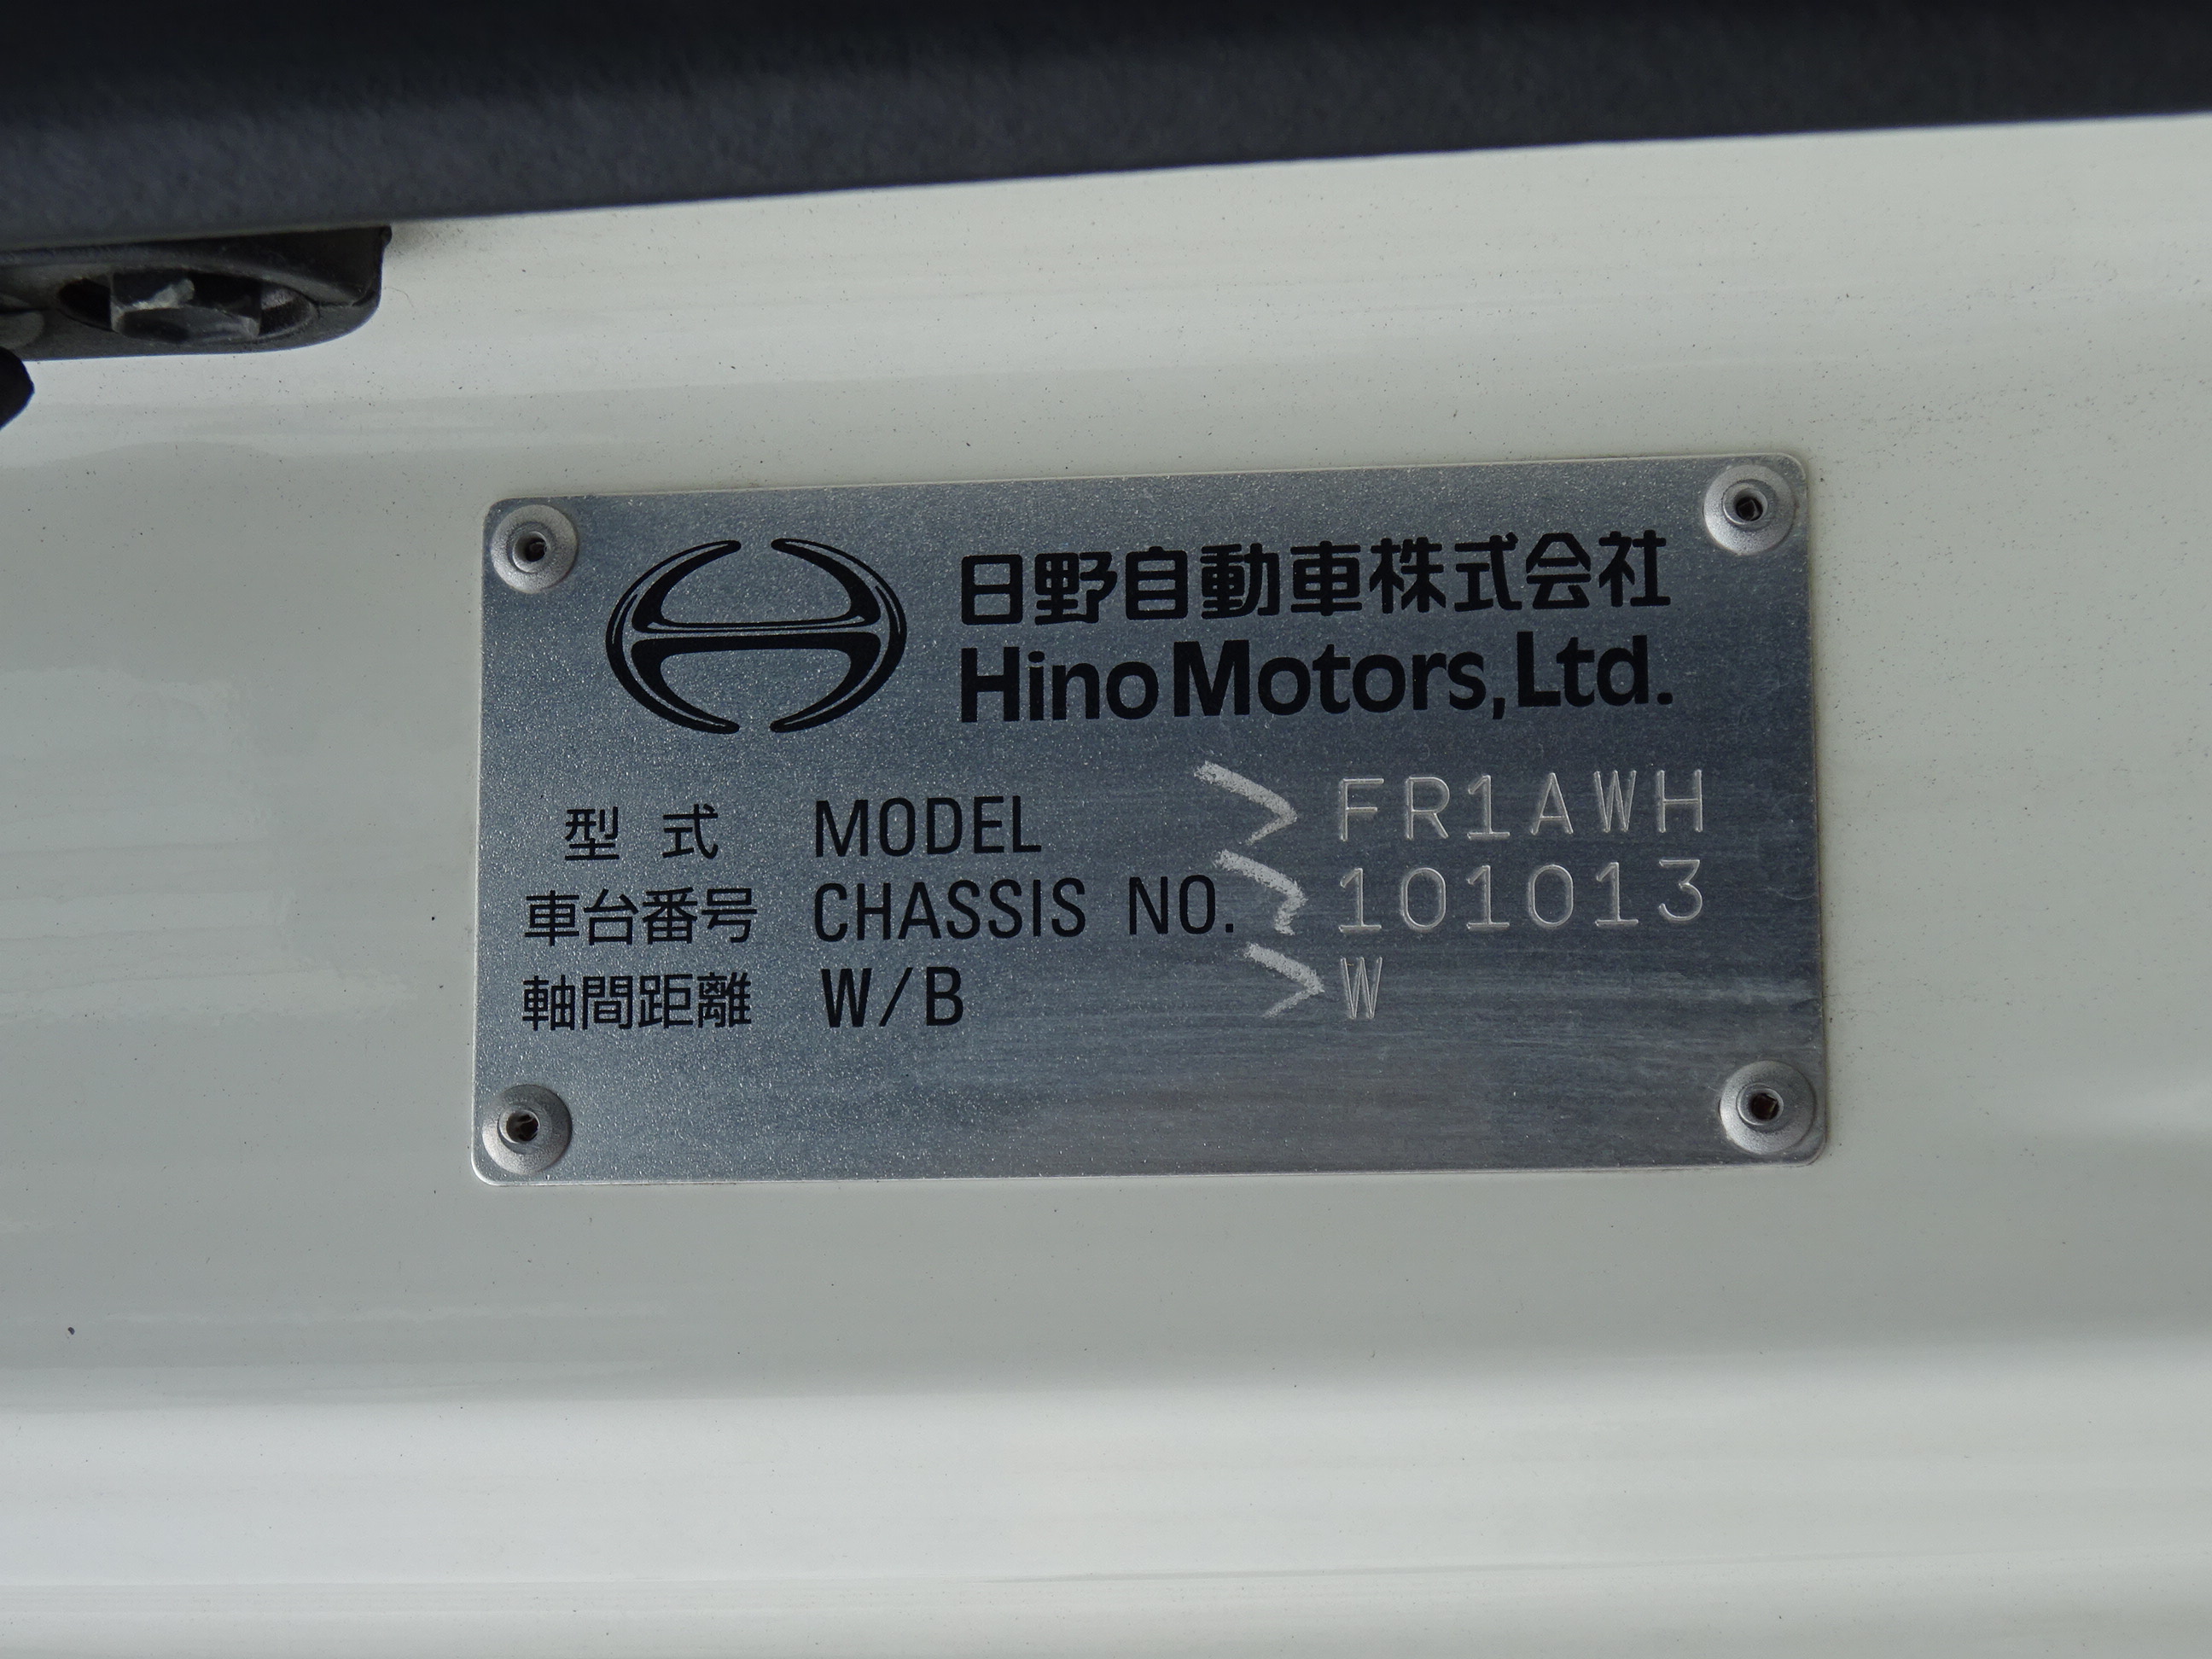 日野自動車株式会社
Hino Motors, Ltd.
型 式 MODEL FR1AWH
車台番号 CHASSIS NO. 101013
軸間距離 W/B W